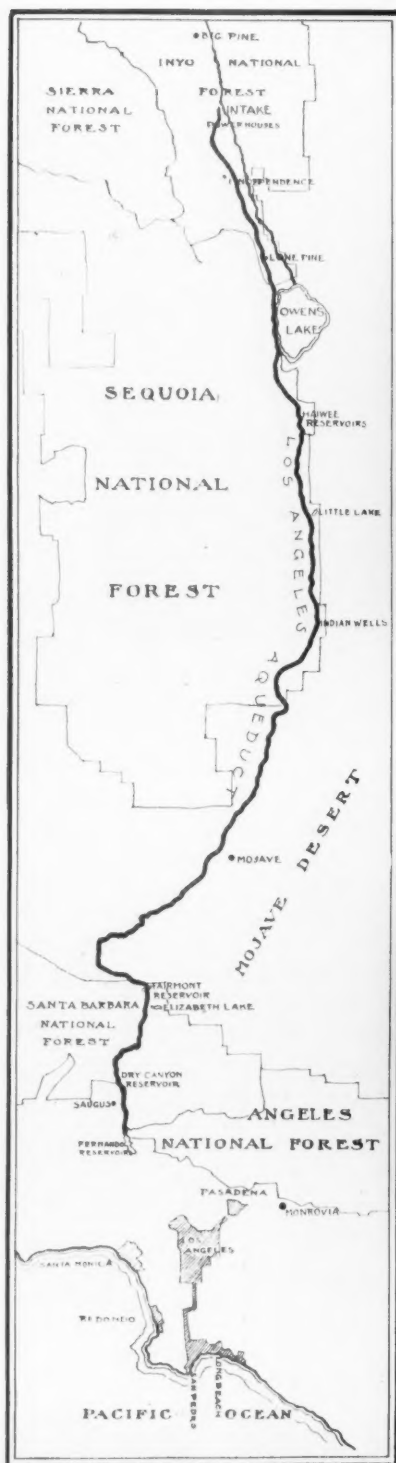 BIG PINE
INYO NATIONAL
FOREST
SIERRA
NATIONAL
FOREST
INTAKE
POWER HOUSES
INDEPENDENCE
LONE PINE
OWENS
LAKE
SEQUOIA
NATIONAL
FOREST
HAIWEE
RESERVOIRS
LOS ANGELES AQUEDUCT
LITTLE LAKE
INDIAN WELLS
MOJAVE
MOJAVE DESERT
FAIRMONT
RESERVOIR
ELIZABETH LAKE
SANTA BARBARA
NATIONAL
FOREST
DRY CANYON
RESERVOIR
SAUGUS
ANGELES
NATIONAL FOREST
FERNANDO
RESERVOIRS
PASADENA
MONROVIA
LOS
ANGELES
SANTA MONICA
REDONDO
SAN PEDRO
LONG BEACH
PACIFIC OCEAN